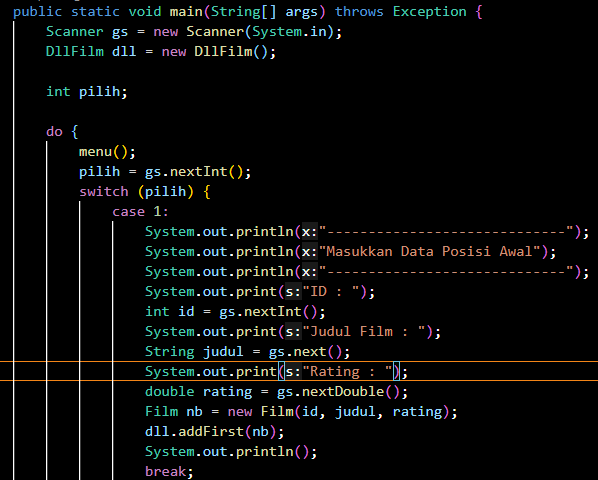 public static void main(String[] args) throws Exception {
Scanner gs = new Scanner(System.in);
DllFilm dll = new DllFilm();
int pilih;
do {
menu();
pilih = gs.nextInt();
switch (pilih) {
case 1:
System.out.println(x:"-----------------------------");
System.out.println(x:"Masukkan Data Posisi Awal");
System.out.println(x:"-----------------------------");
System.out.print(s:"ID : ");
int id = gs.nextInt();
System.out.print(s:"Judul Film : ");
String judul = gs.next();
System.out.print(s:"Rating : ");
double rating = gs.nextDouble();
Film nb = new Film(id, judul, rating);
dll.addFirst(nb);
System.out.println();
break;